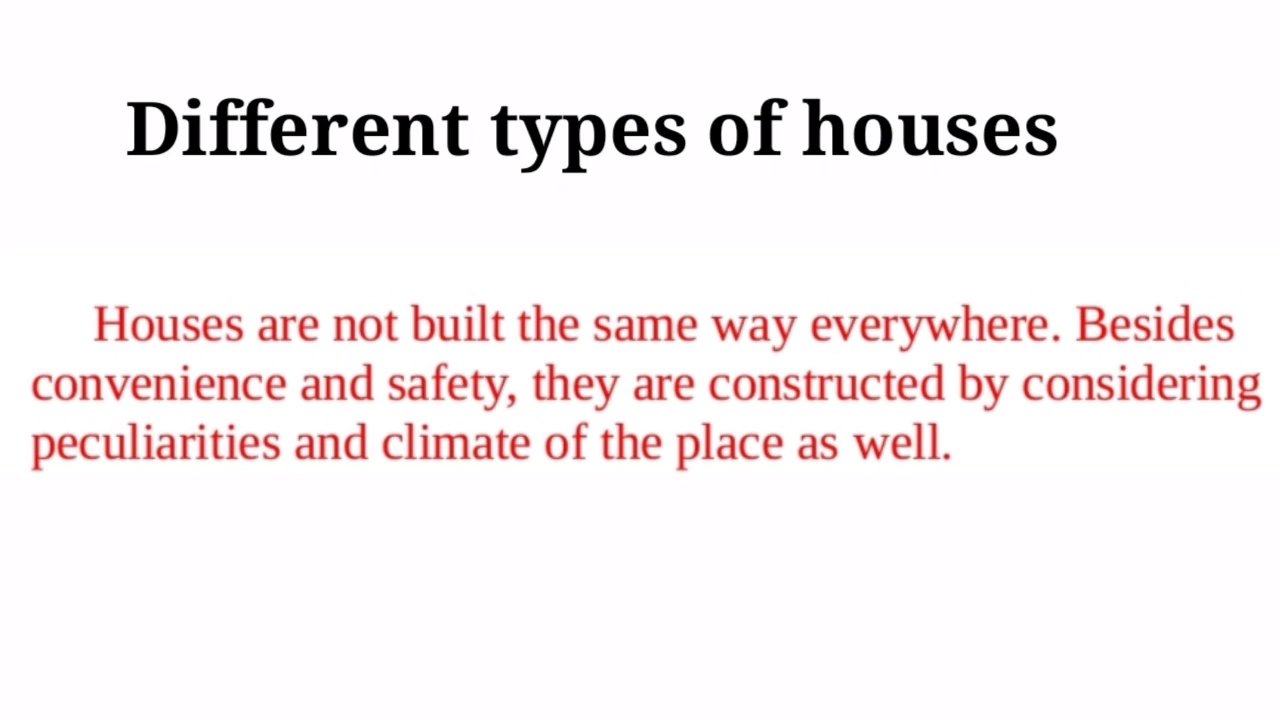 Different types of houses
Houses are not built the same way everywhere. Besides
convenience and safety, they are constructed by considering
peculiarities and climate of the place as well.